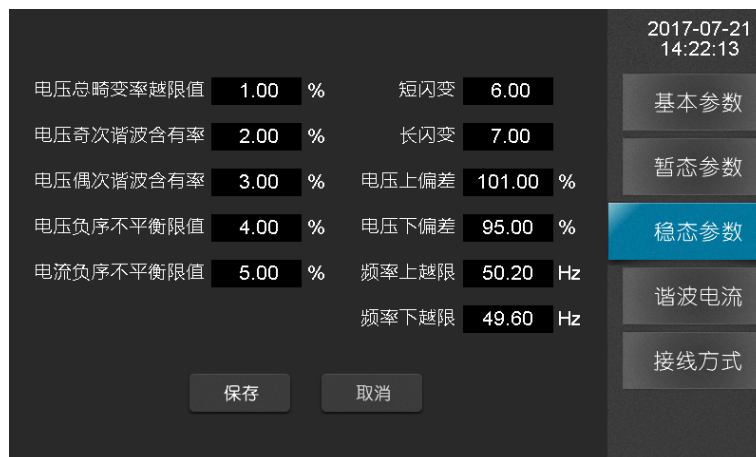 2017-07-21
14:22:13
电压总畸变率越限值 1.00 % 短闪变 6.00
电压奇次谐波含有率 2.00 % 长闪变 7.00
电压偶次谐波含有率 3.00 % 电压上偏差 101.00 %
电压负序不平衡限值 4.00 % 电压下偏差 95.00 %
电流负序不平衡限值 5.00 % 频率上越限 50.20 Hz
频率下越限 49.60 Hz
保存 取消
基本参数
暂态参数
稳态参数
谐波电流
接线方式